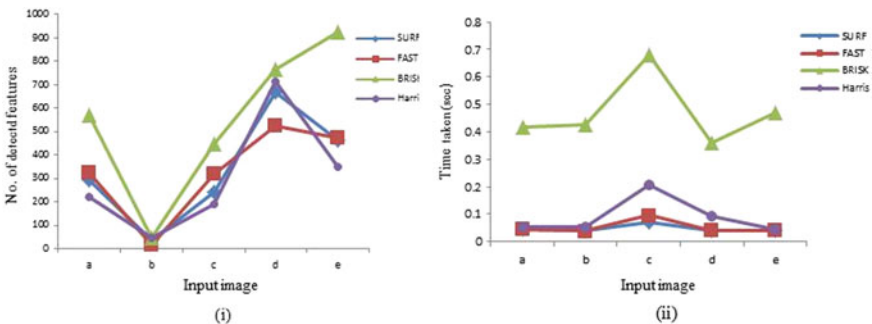 1000
900
800
700
600
500
400
300
200
100
0
No. of detectd features
a b c d e
Input image
SURF
FAST
BRISK
Harri
(i)
0.8
0.7
0.6
0.5
0.4
0.3
0.2
0.1
0
Time taken (sec)
a b c d e
Input image
SURF
FAST
BRISK
Harris
(ii)